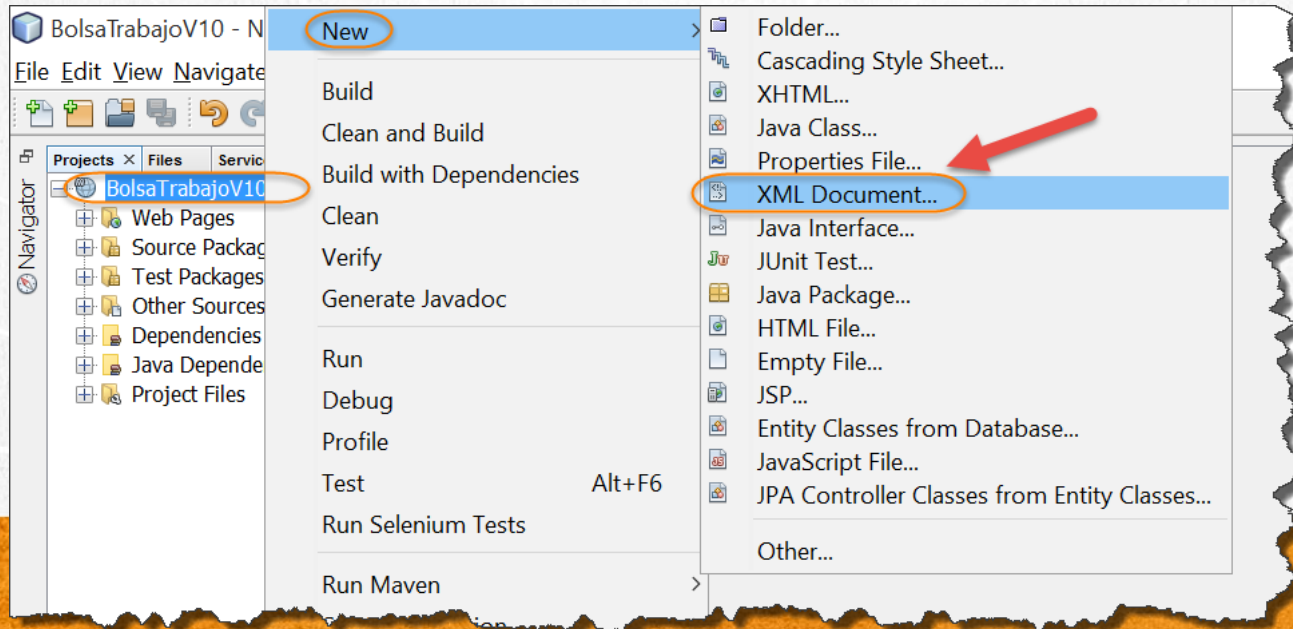 BolsaTrabajoV10 - N
File Edit View Navigate
Projects × Files Servic
Navigator
BolsaTrabajoV10
Web Pages
Source Packag
Test Packages
Other Sources
Dependencies
Java Depende
Project Files
New
Build
Clean and Build
Build with Dependencies
Clean
Verify
Generate Javadoc
Run
Debug
Profile
Test Alt+F6
Run Selenium Tests
Run Maven
Folder...
Cascading Style Sheet...
XHTML...
Java Class...
Properties File...
XML Document...
Java Interface...
JUnit Test...
Java Package...
HTML File...
Empty File...
JSP...
Entity Classes from Database...
JavaScript File...
JPA Controller Classes from Entity Classes...
Other...